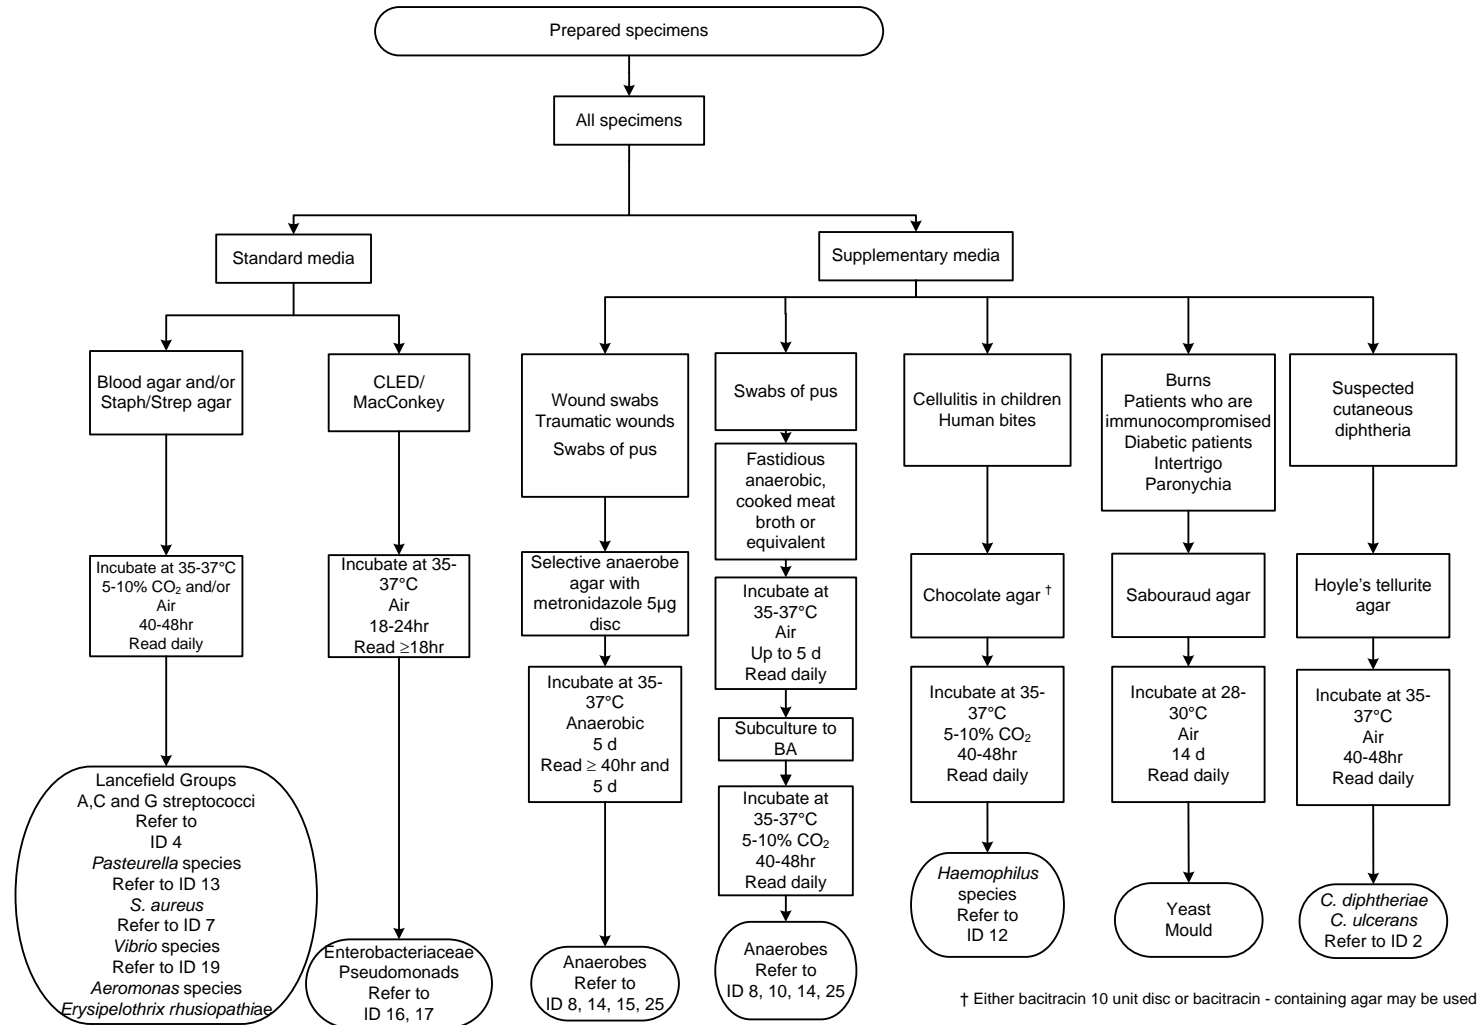 Prepared specimens
All specimens
Standard media
Supplementary media
Blood agar and/or
Staph/Strep agar
Incubate at 35-37°C
5-10% CO₂ and/or
Air
40-48hr
Read daily
Lancefield Groups
A,C and G streptococci
Refer to
ID 4
Pasteurella species
Refer to ID 13
S. aureus
Refer to ID 7
Vibrio species
Refer to ID 19
Aeromonas species
Erysipelothrix rhusiopathiae
CLED/
MacConkey
Incubate at 35-
37°C
Air
18-24hr
Read ≥18hr
Enterobacteriaceae
Pseudomonads
Refer to
ID 16, 17
Wound swabs
Traumatic wounds
Swabs of pus
Selective anaerobe
agar with
metronidazole 5µg
disc
Incubate at 35-
37°C
Anaerobic
5 d
Read ≥ 40hr and
5 d
Anaerobes
Refer to
ID 8, 14, 15, 25
Swabs of pus
Fastidious
anaerobic,
cooked meat
broth or
equivalent
Incubate at
35-37°C
Air
Up to 5 d
Read daily
Subculture to
BA
Incubate at
35-37°C
5-10% CO₂
40-48hr
Read daily
Anaerobes
Refer to
ID 8, 10, 14, 25
Cellulitis in children
Human bites
Chocolate agar †
Incubate at 35-
37°C
5-10% CO₂
40-48hr
Read daily
Haemophilus
species
Refer to
ID 12
Burns
Patients who are
immunocompromised
Diabetic patients
Intertrigo
Paronychia
Sabouraud agar
Incubate at 28-
30°C
Air
14 d
Read daily
Yeast
Mould
Suspected
cutaneous
diphtheria
Hoyle's tellurite
agar
Incubate at 35-
37°C
Air
40-48hr
Read daily
C. diphtheriae
C. ulcerans
Refer to ID 2
† Either bacitracin 10 unit disc or bacitracin - containing agar may be used